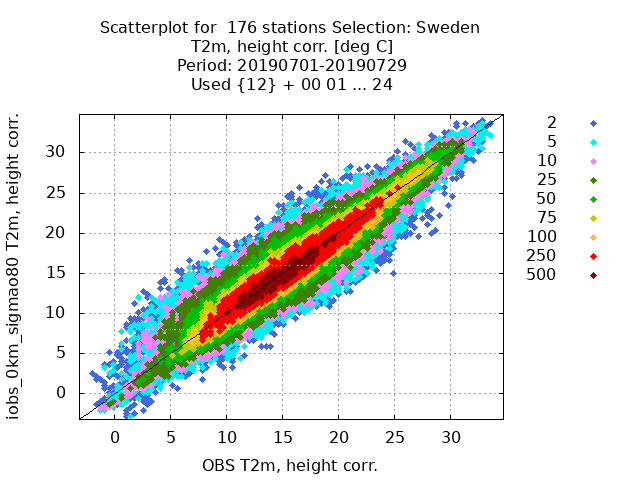 Scatterplot for  176 stations Selection: Sweden
T2m, height corr. [deg C]
Period: 20190701-20190729
Used {12} + 00 01 ... 24
iobs_0km_sigmao80 T2m, height corr.
30
25
20
15
10
5
0
0 5 10 15 20 25 30
OBS T2m, height corr.
2
5
10
25
50
75
100
250
500